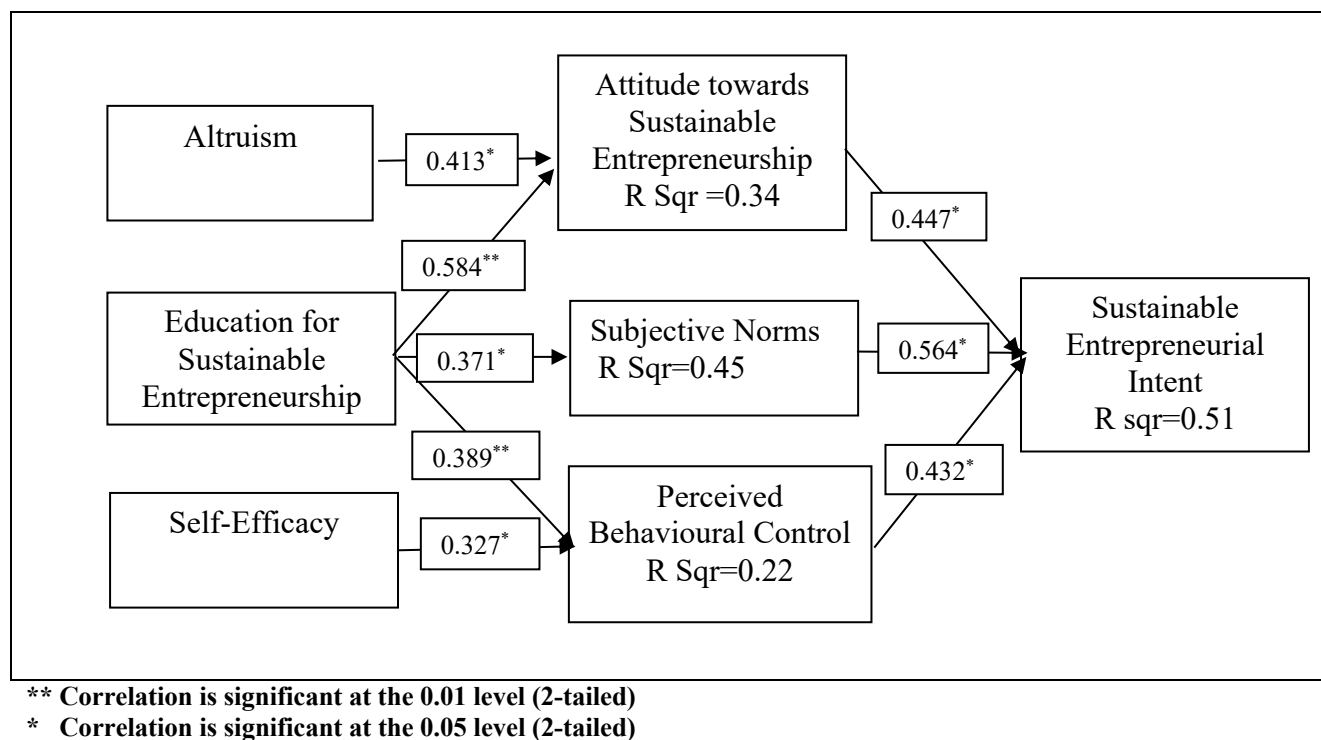 Altruism
0.413*
Attitude towards
Sustainable
Entrepreneurship
R Sqr =0.34
0.447*
0.584**
Education for
Sustainable
Entrepreneurship
0.371*
Subjective Norms
R Sqr=0.45
0.564*
Sustainable
Entrepreneurial
Intent
R sqr=0.51
0.389**
0.432*
Self-Efficacy
0.327*
Perceived
Behavioural Control
R Sqr=0.22
** Correlation is significant at the 0.01 level (2-tailed)
* Correlation is significant at the 0.05 level (2-tailed)